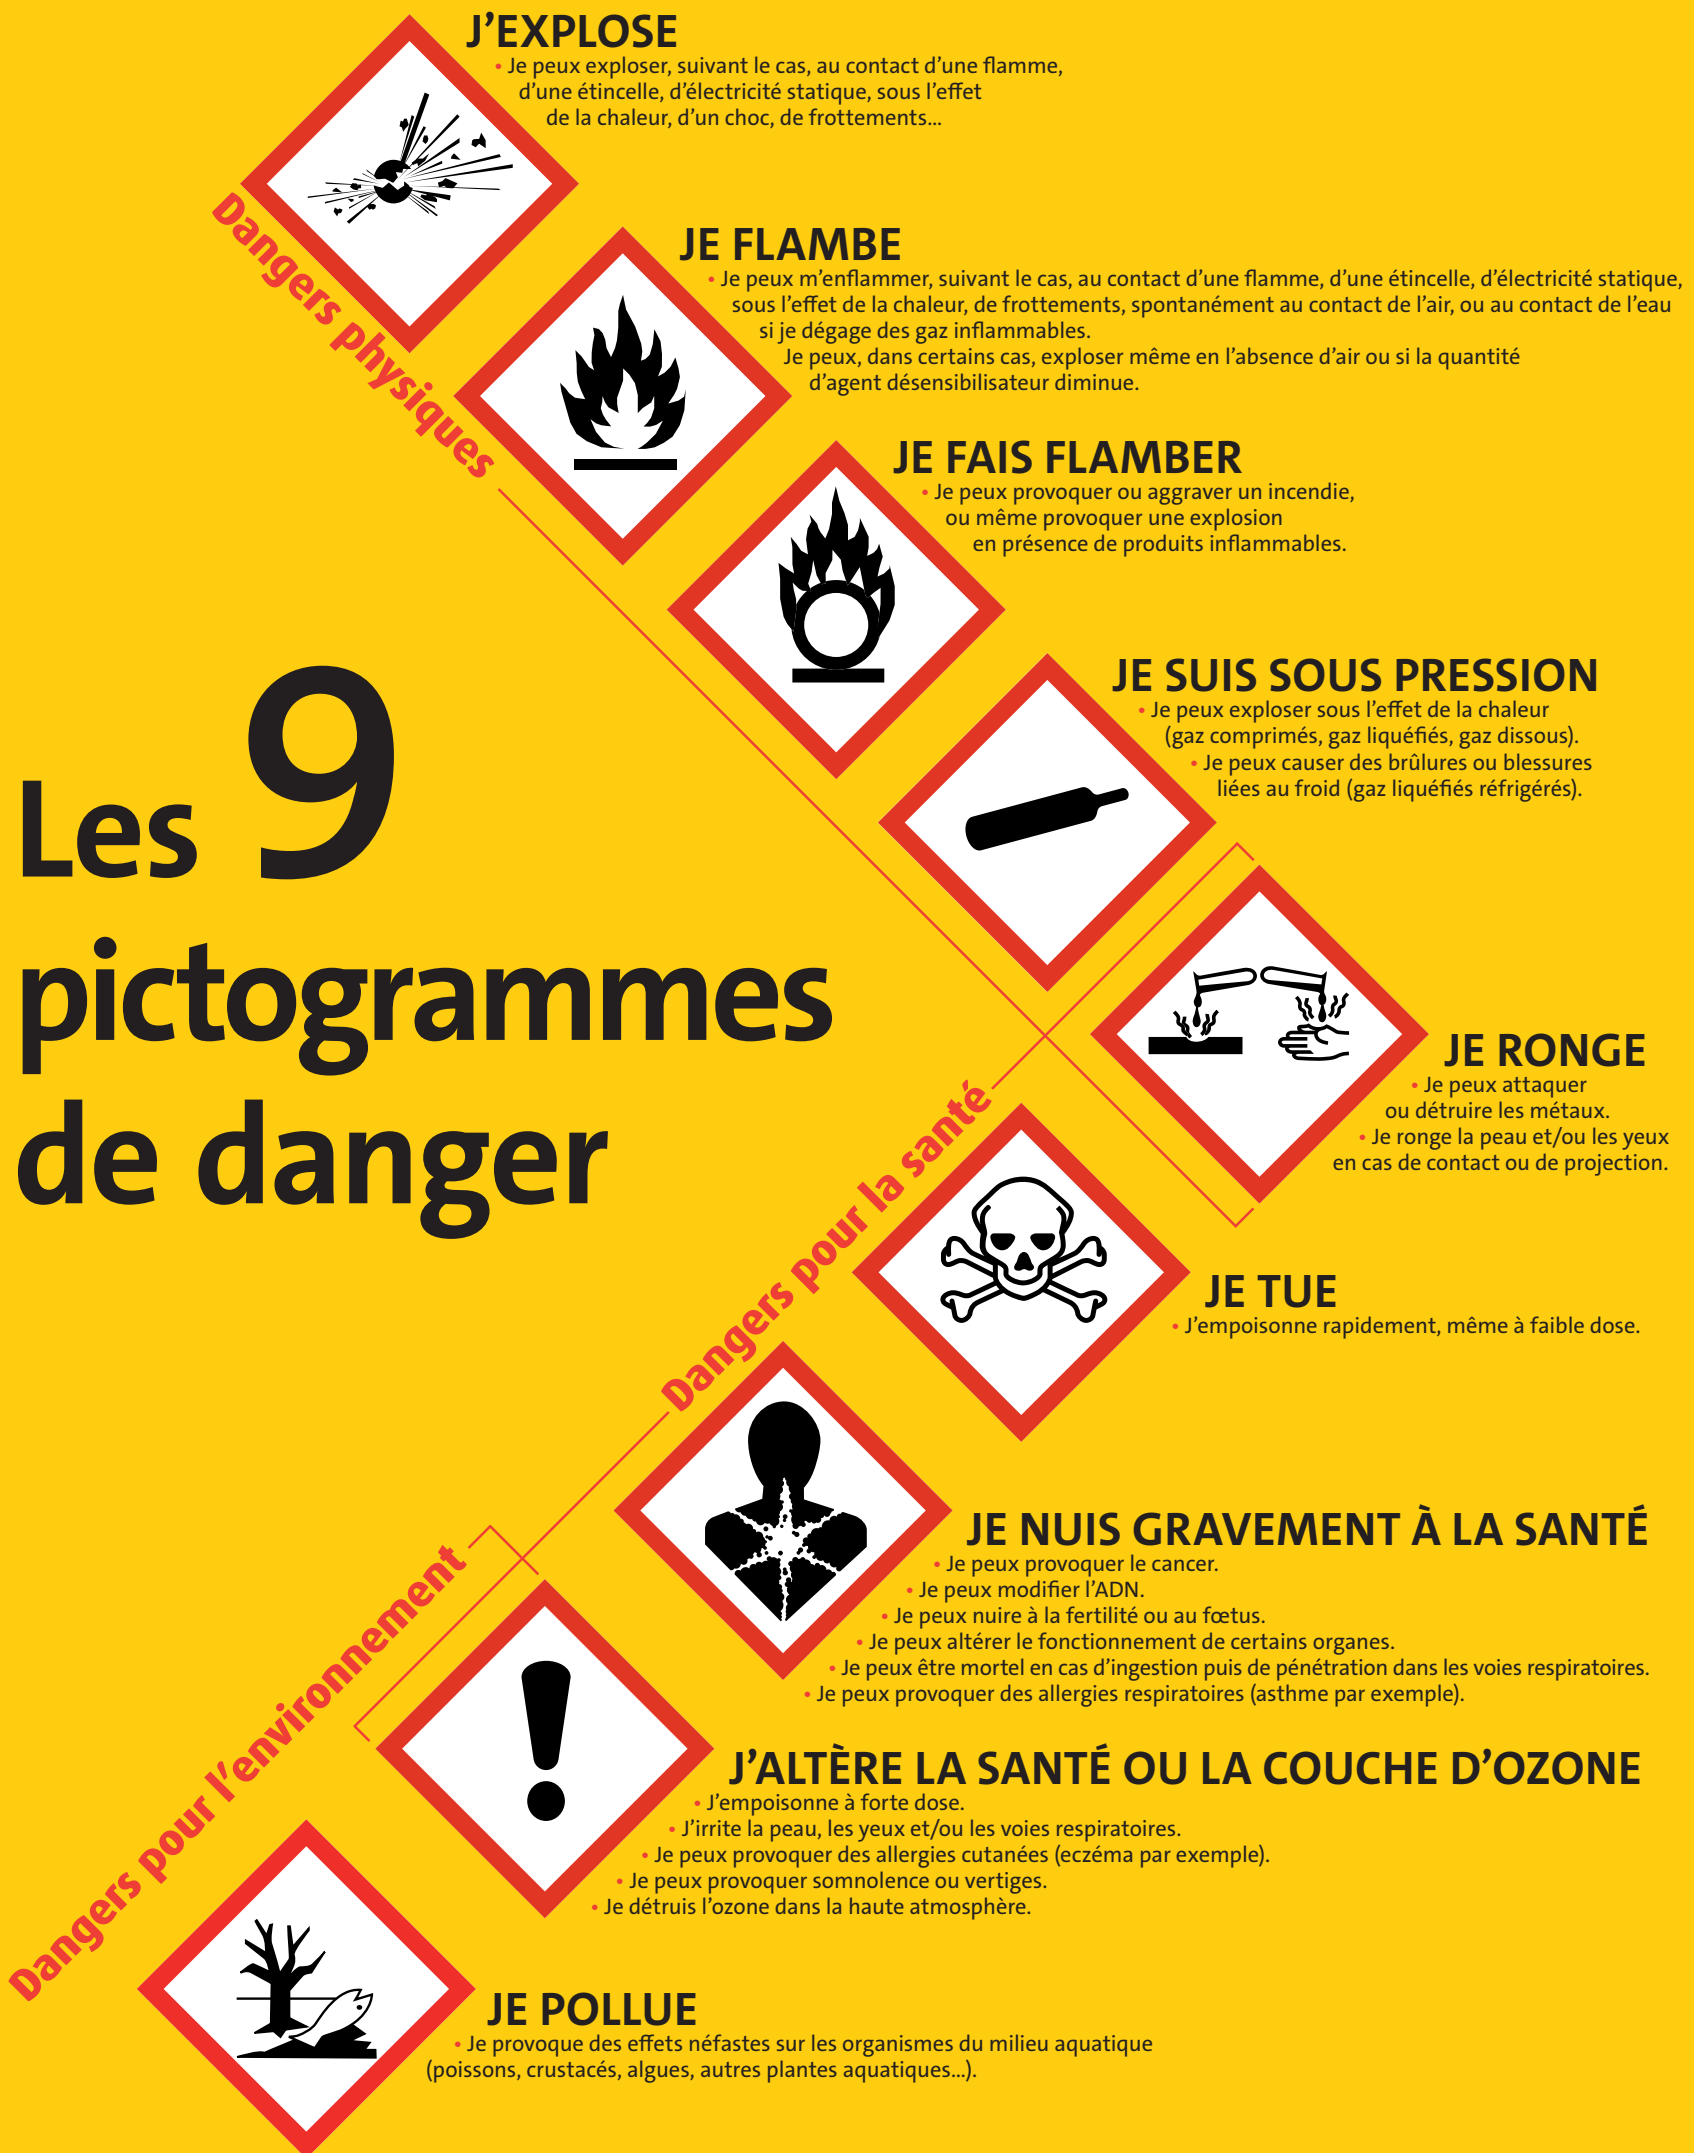 J’EXPLOSE
• Je peux exploser, suivant le cas, au contact d’une flamme,
d’une étincelle, d’électricité statique, sous l’effet
de la chaleur, d’un choc, de frottements...
Dangers physiques
JE FLAMBE
• Je peux m’enflammer, suivant le cas, au contact d’une flamme, d’une étincelle, d’électricité statique,
sous l’effet de la chaleur, de frottements, spontanément au contact de l’air, ou au contact de l’eau
si je dégage des gaz inflammables.
Je peux, dans certains cas, exploser même en l’absence d’air ou si la quantité
d’agent désensibilisateur diminue.
JE FAIS FLAMBER
• Je peux provoquer ou aggraver un incendie,
ou même provoquer une explosion
en présence de produits inflammables.
JE SUIS SOUS PRESSION
• Je peux exploser sous l’effet de la chaleur
(gaz comprimés, gaz liquéfiés, gaz dissous).
• Je peux causer des brûlures ou blessures
liées au froid (gaz liquéfiés réfrigérés).
Les 9
pictogrammes
de danger
JE RONGE
• Je peux attaquer
ou détruire les métaux.
• Je ronge la peau et/ou les yeux
en cas de contact ou de projection.
Dangers pour la santé
JE TUE
• J’empoisonne rapidement, même à faible dose.
JE NUIS GRAVEMENT À LA SANTÉ
• Je peux provoquer le cancer.
• Je peux modifier l’ADN.
• Je peux nuire à la fertilité ou au fœtus.
• Je peux altérer le fonctionnement de certains organes.
• Je peux être mortel en cas d’ingestion puis de pénétration dans les voies respiratoires.
• Je peux provoquer des allergies respiratoires (asthme par exemple).
Dangers pour l’environnement
J’ALTÈRE LA SANTÉ OU LA COUCHE D’OZONE
• J’empoisonne à forte dose.
• J’irrite la peau, les yeux et/ou les voies respiratoires.
• Je peux provoquer des allergies cutanées (eczéma par exemple).
• Je peux provoquer somnolence ou vertiges.
• Je détruis l’ozone dans la haute atmosphère.
JE POLLUE
• Je provoque des effets néfastes sur les organismes du milieu aquatique
(poissons, crustacés, algues, autres plantes aquatiques...).